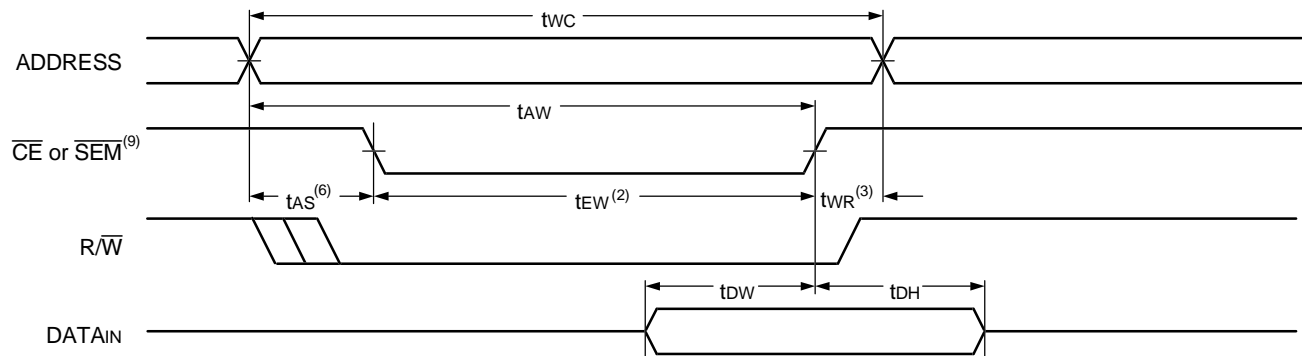 tWC
ADDRESS
tAW
CE or SEM(9)
tAS(6)
tEW(2)
tWR(3)
R/W
tDW
tDH
DATAIN